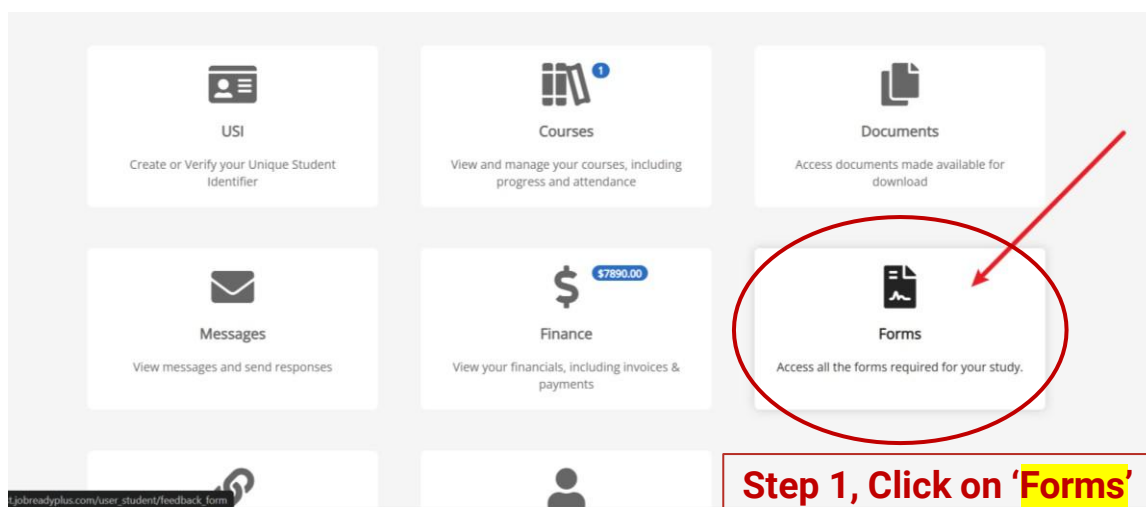 USI
Create or Verify your Unique Student
Identifier
1
Courses
View and manage your courses, including
progress and attendance
Documents
Access documents made available for
download
Messages
View messages and send responses
$7890.00
Finance
View your financials, including invoices &
payments
Forms
Access all the forms required for your study.
t.jobreadyplus.com/user_student/feedback_form
Step 1, Click on ‘Forms’